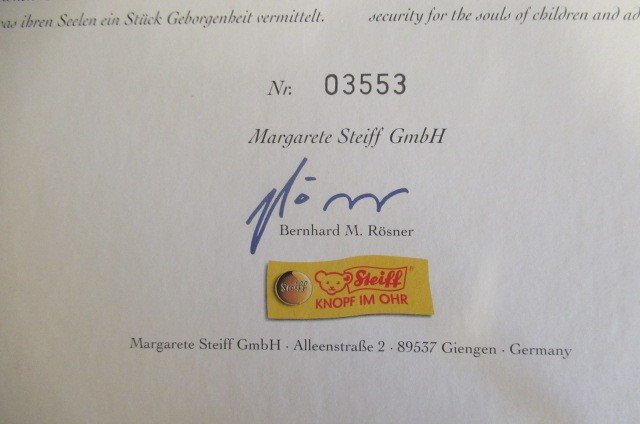 was ihren Seelen ein Stück Geborgenheit vermittelt.
security for the souls of children and ad
Nr. 03553
Margarete Steiff GmbH
Bernhard M. Rösner
Steiff Steiff®
KNOPF IM OHR
Margarete Steiff GmbH · Alleenstraße 2 · 89537 Giengen · Germany